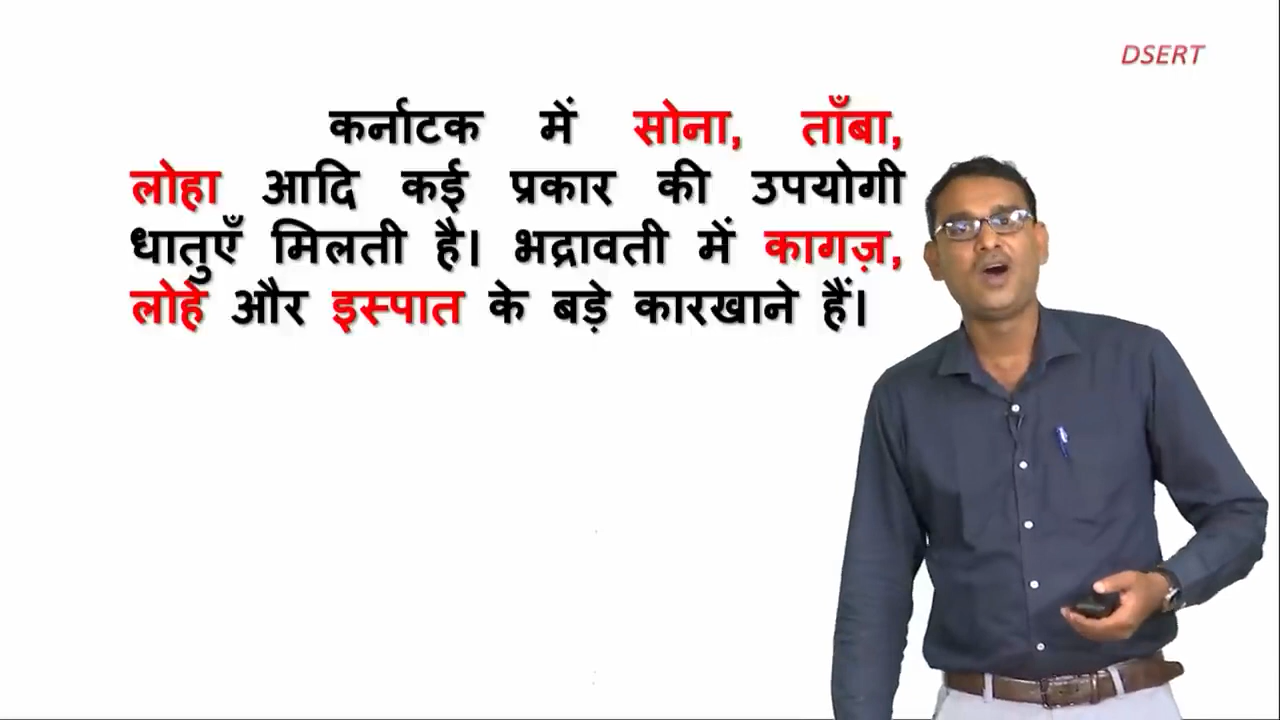 DSERT
कर्नाटक में सोना, ताँबा,
लोहा आदि कई प्रकार की उपयोगी
धातुएँ मिलती है। भद्रावती में कागज़,
लोहे और इस्पात के बड़े कारखाने हैं।